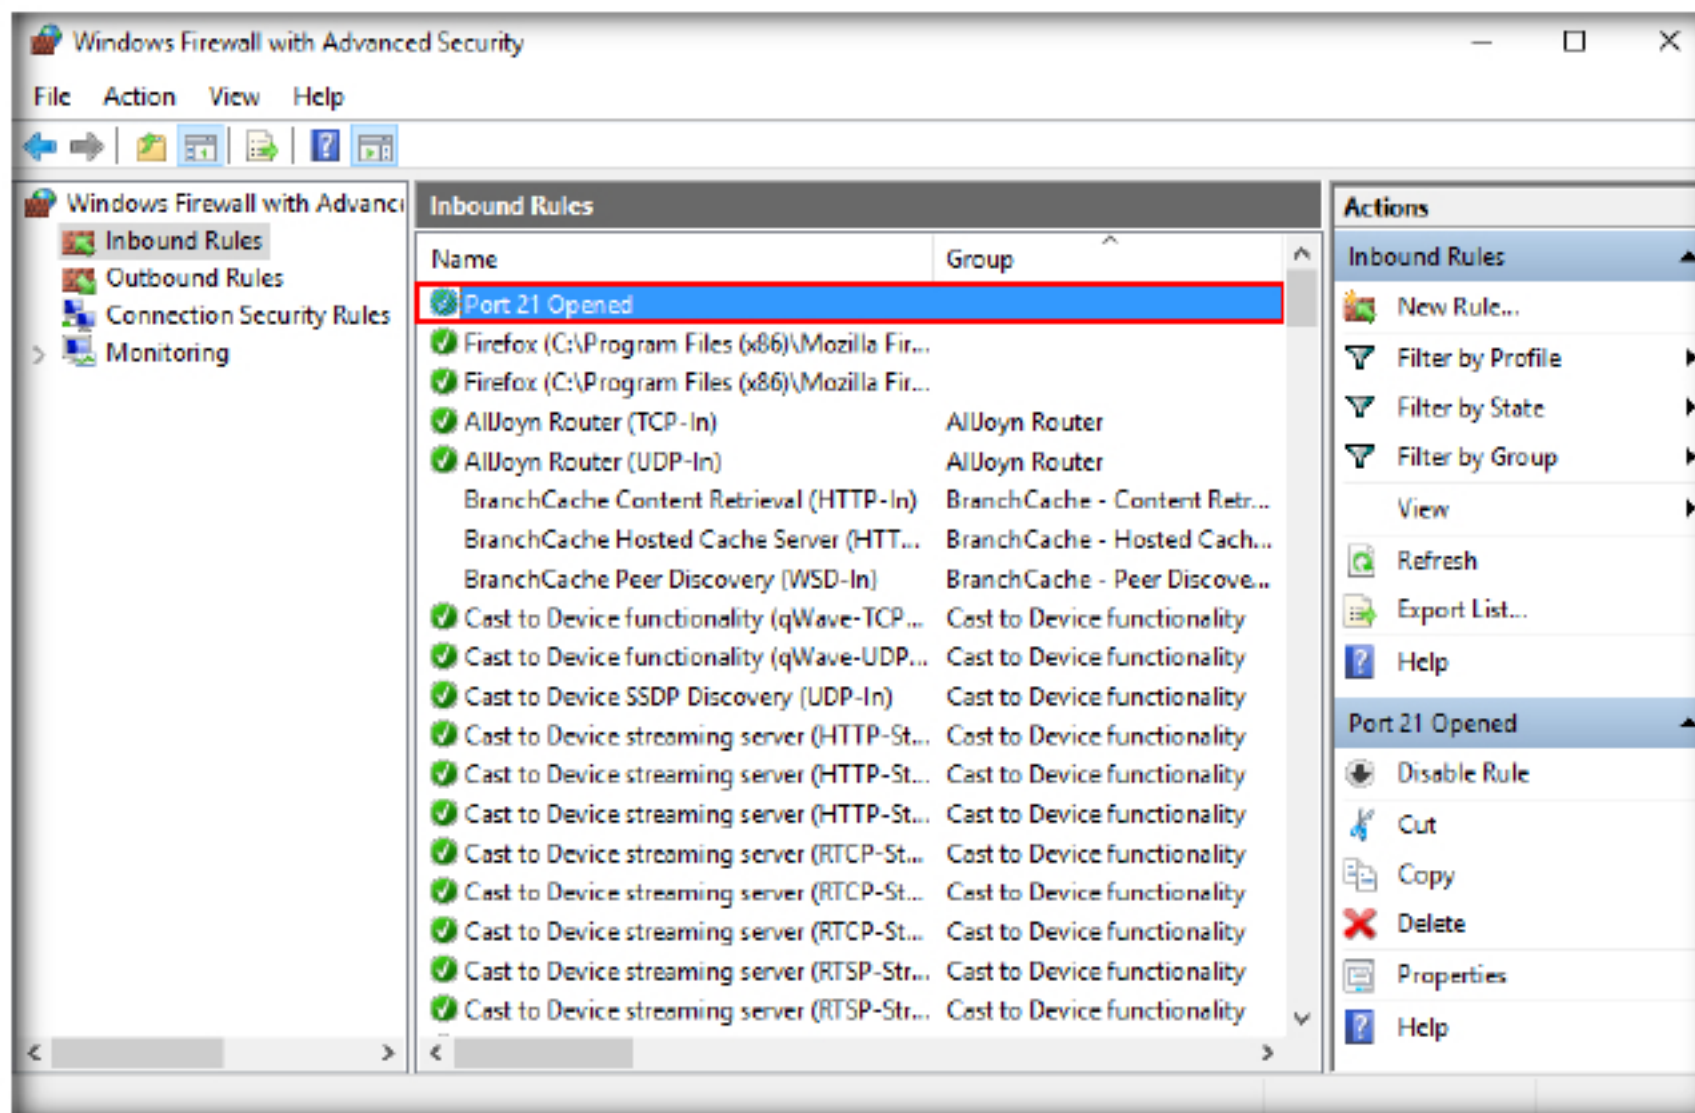 Windows Firewall with Advanced Security
File Action View Help
Windows Firewall with Advanc
Inbound Rules
Outbound Rules
Connection Security Rules
Monitoring
Inbound Rules
Name Group
Port 21 Opened
Firefox (C:\Program Files (x86)\Mozilla Fir...
Firefox (C:\Program Files (x86)\Mozilla Fir...
AllJoyn Router (TCP-In) AllJoyn Router
AllJoyn Router (UDP-In) AllJoyn Router
BranchCache Content Retrieval (HTTP-In) BranchCache - Content Retr...
BranchCache Hosted Cache Server (HTT... BranchCache - Hosted Cach...
BranchCache Peer Discovery (WSD-In) BranchCache - Peer Discove...
Cast to Device functionality (qWave-TCP... Cast to Device functionality
Cast to Device functionality (qWave-UDP... Cast to Device functionality
Cast to Device SSDP Discovery (UDP-In) Cast to Device functionality
Cast to Device streaming server (HTTP-St... Cast to Device functionality
Cast to Device streaming server (HTTP-St... Cast to Device functionality
Cast to Device streaming server (HTTP-St... Cast to Device functionality
Cast to Device streaming server (RTCP-St... Cast to Device functionality
Cast to Device streaming server (RTCP-St... Cast to Device functionality
Cast to Device streaming server (RTCP-St... Cast to Device functionality
Cast to Device streaming server (RTSP-Str... Cast to Device functionality
Cast to Device streaming server (RTSP-Str... Cast to Device functionality
Actions
Inbound Rules
New Rule...
Filter by Profile
Filter by State
Filter by Group
View
Refresh
Export List...
Help
Port 21 Opened
Disable Rule
Cut
Copy
Delete
Properties
Help